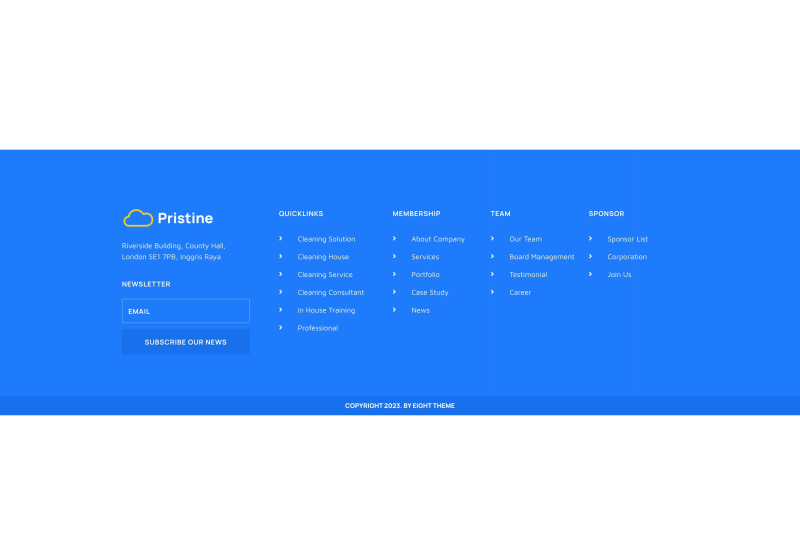 Pristine
Riverside Building, County Hall,
London SE1 7PB, Inggris Raya
NEWSLETTER
EMAIL
SUBSCRIBE OUR NEWS
QUICKLINKS
Cleaning Solution
Cleaning House
Cleaning Service
Cleaning Consultant
In House Training
Professional
MEMBERSHIP
About Company
Services
Portfolio
Case Study
News
TEAM
Our Team
Board Management
Testimonial
Career
SPONSOR
Sponsor List
Corporation
Join Us
COPYRIGHT 2023. BY EIGHT THEME